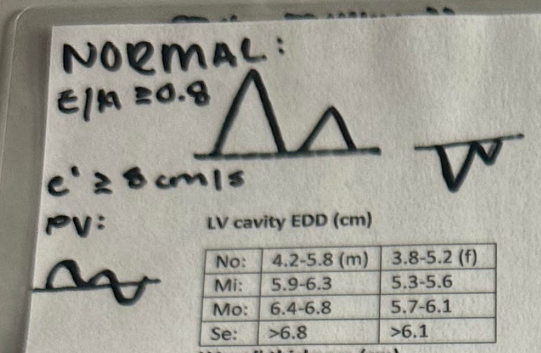 NORMAL:
E/A ≥0.8
e' ≥ 8 cm/s
PV:
LV cavity EDD (cm)
No: 4.2-5.8 (m) 3.8-5.2 (f)
Mi: 5.9-6.3 5.3-5.6
Mo: 6.4-6.8 5.7-6.1
Se: >6.8 >6.1